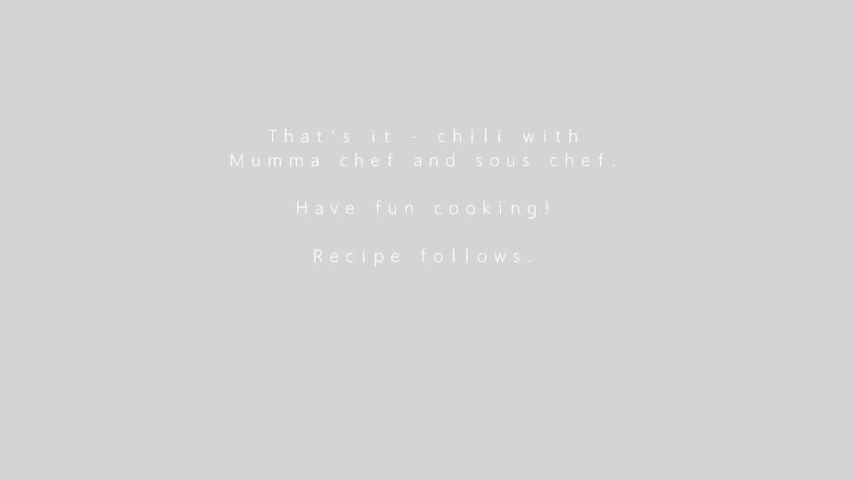 That's it - chili with
Mumma chef and sous chef.
Have fun cooking!
Recipe follows.